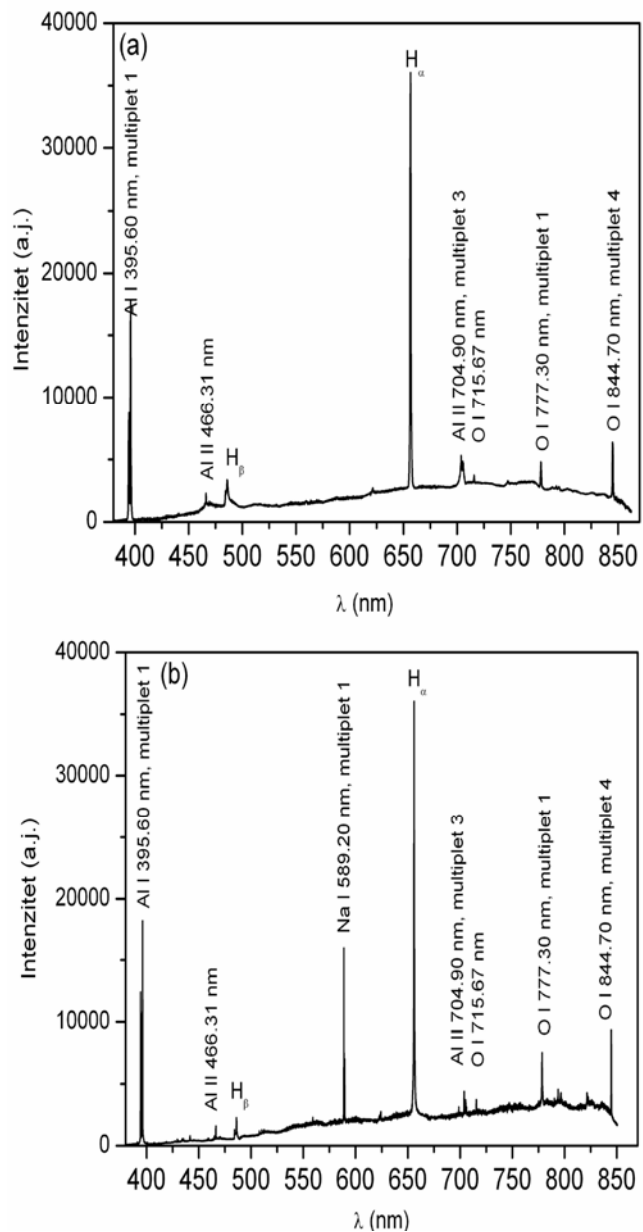 (a)
40000
30000
20000
10000
0
Intenzitet (a.j.)
Al I 395.60 nm, multiplet 1
Al II 466.31 nm
Hβ
Hα
Al II 704.90 nm, multiplet 3
O I 715.67 nm
O I 777.30 nm, multiplet 1
O I 844.70 nm, multiplet 4
400 450 500 550 600 650 700 750 800 850
λ (nm)
(b)
40000
30000
20000
10000
0
Intenzitet (a.j.)
Al I 395.60 nm, multiplet 1
Al II 466.31 nm
Hβ
Na I 589.20 nm, multiplet 1
Hα
Al II 704.90 nm, multiplet 3
O I 715.67 nm
O I 777.30 nm, multiplet 1
O I 844.70 nm, multiplet 4
400 450 500 550 600 650 700 750 800 850
λ (nm)